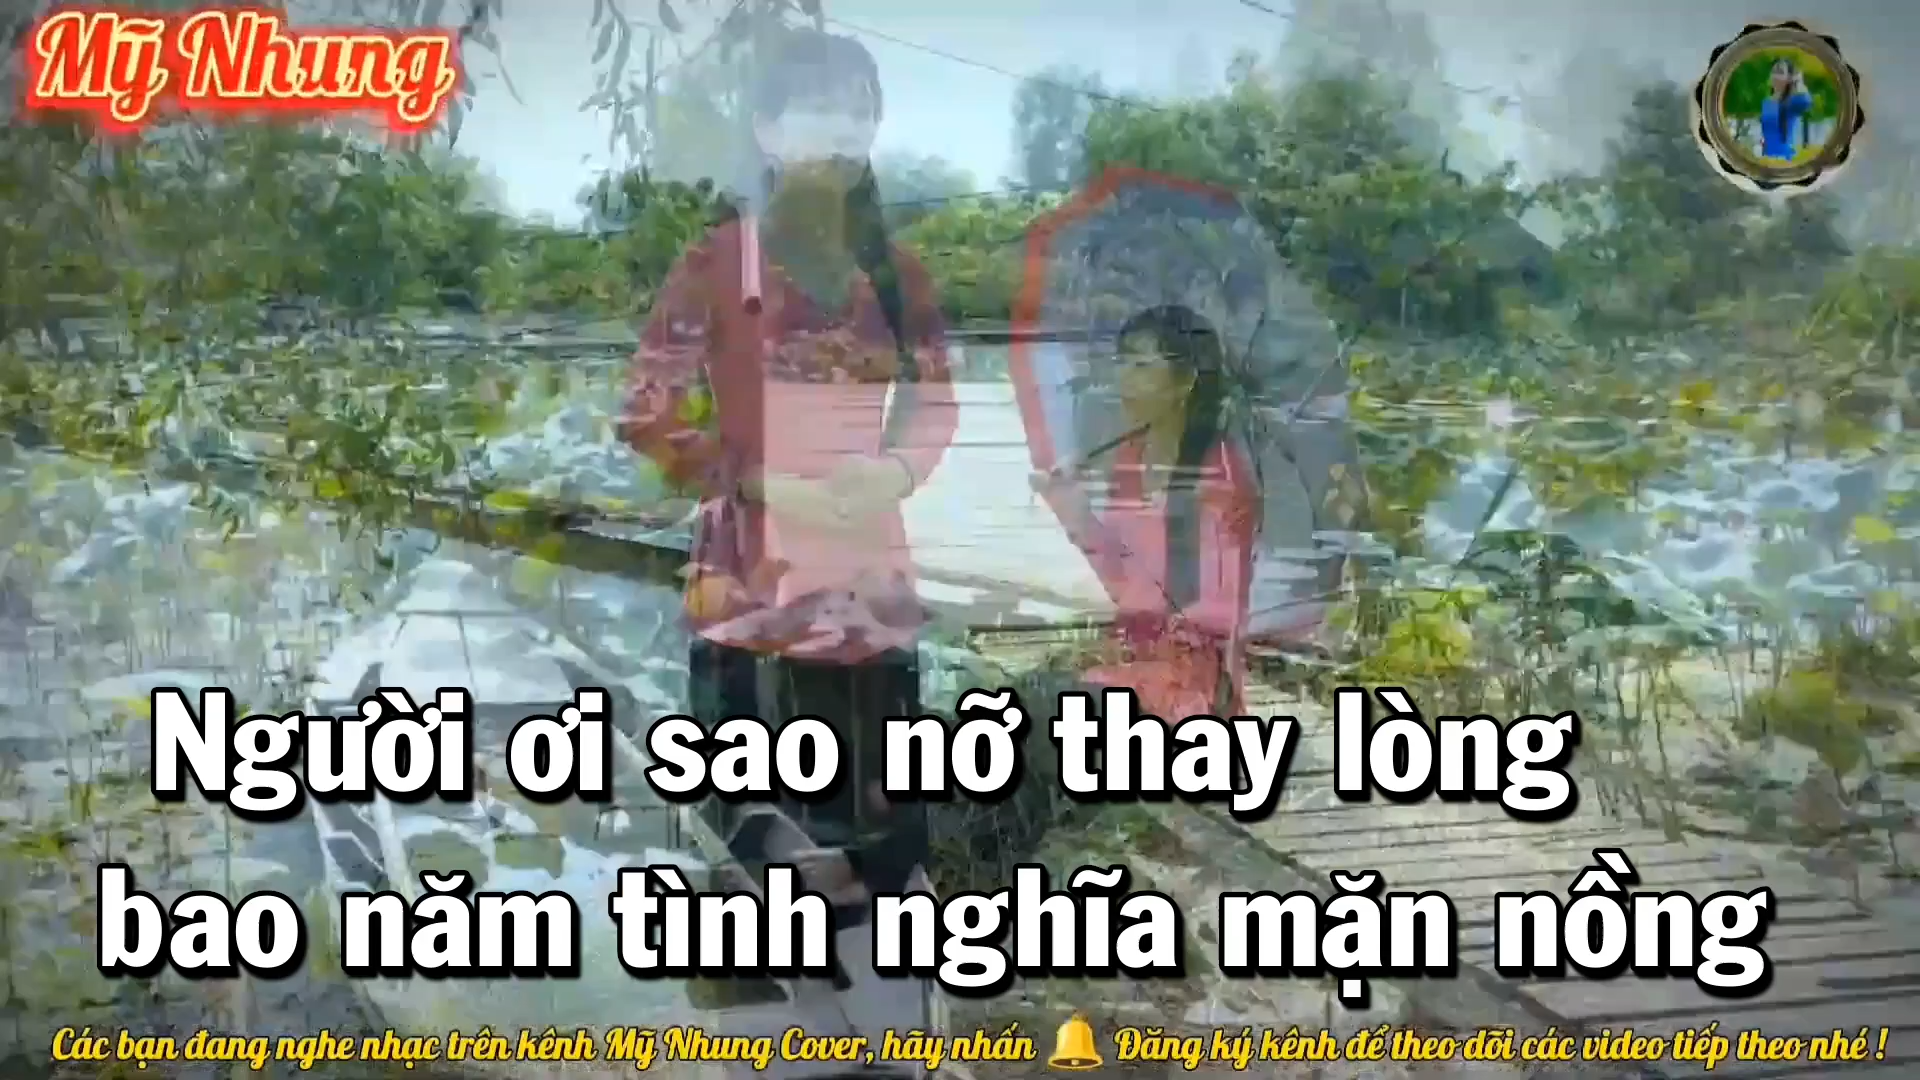 Mỹ Nhung
Người ơi sao nỡ thay lòng
bao năm tình nghĩa mặn nồng
Các bạn đang nghe nhạc trên kênh Mỹ Nhung Cover, hãy nhấn 🔔 Đăng ký kênh để theo dõi các video tiếp theo nhé !